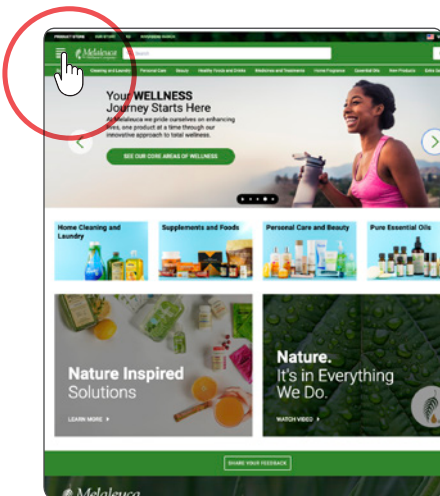 PRODUCT STORE OUR STORY
Melaleuca
Search
Cleaning and Laundry Personal Care Beauty Healthy Foods and Drinks Medicines and Treatments Home Fragrance Essential Oils New Products
Your WELLNESS
Journey Starts Here
At Melaleuca we pride ourselves on enhancing
lives, one product at a time through our
innovative approach to total wellness.
SEE OUR CORE AREAS OF WELLNESS
Home Cleaning and
Laundry
Supplements and Foods
Personal Care and Beauty
Pure Essential Oils
Nature Inspired
Solutions
LEARN MORE
Nature.
It's in Everything
We Do.
WATCH VIDEO
SHARE YOUR FEEDBACK
Melaleuca